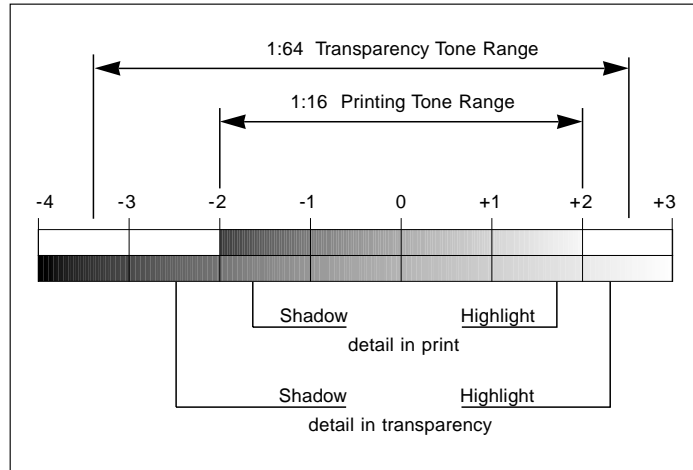 1:64 Transparency Tone Range
1:16 Printing Tone Range
-4 -3 -2 -1 0 +1 +2 +3
Shadow Highlight
detail in print
Shadow Highlight
detail in transparency